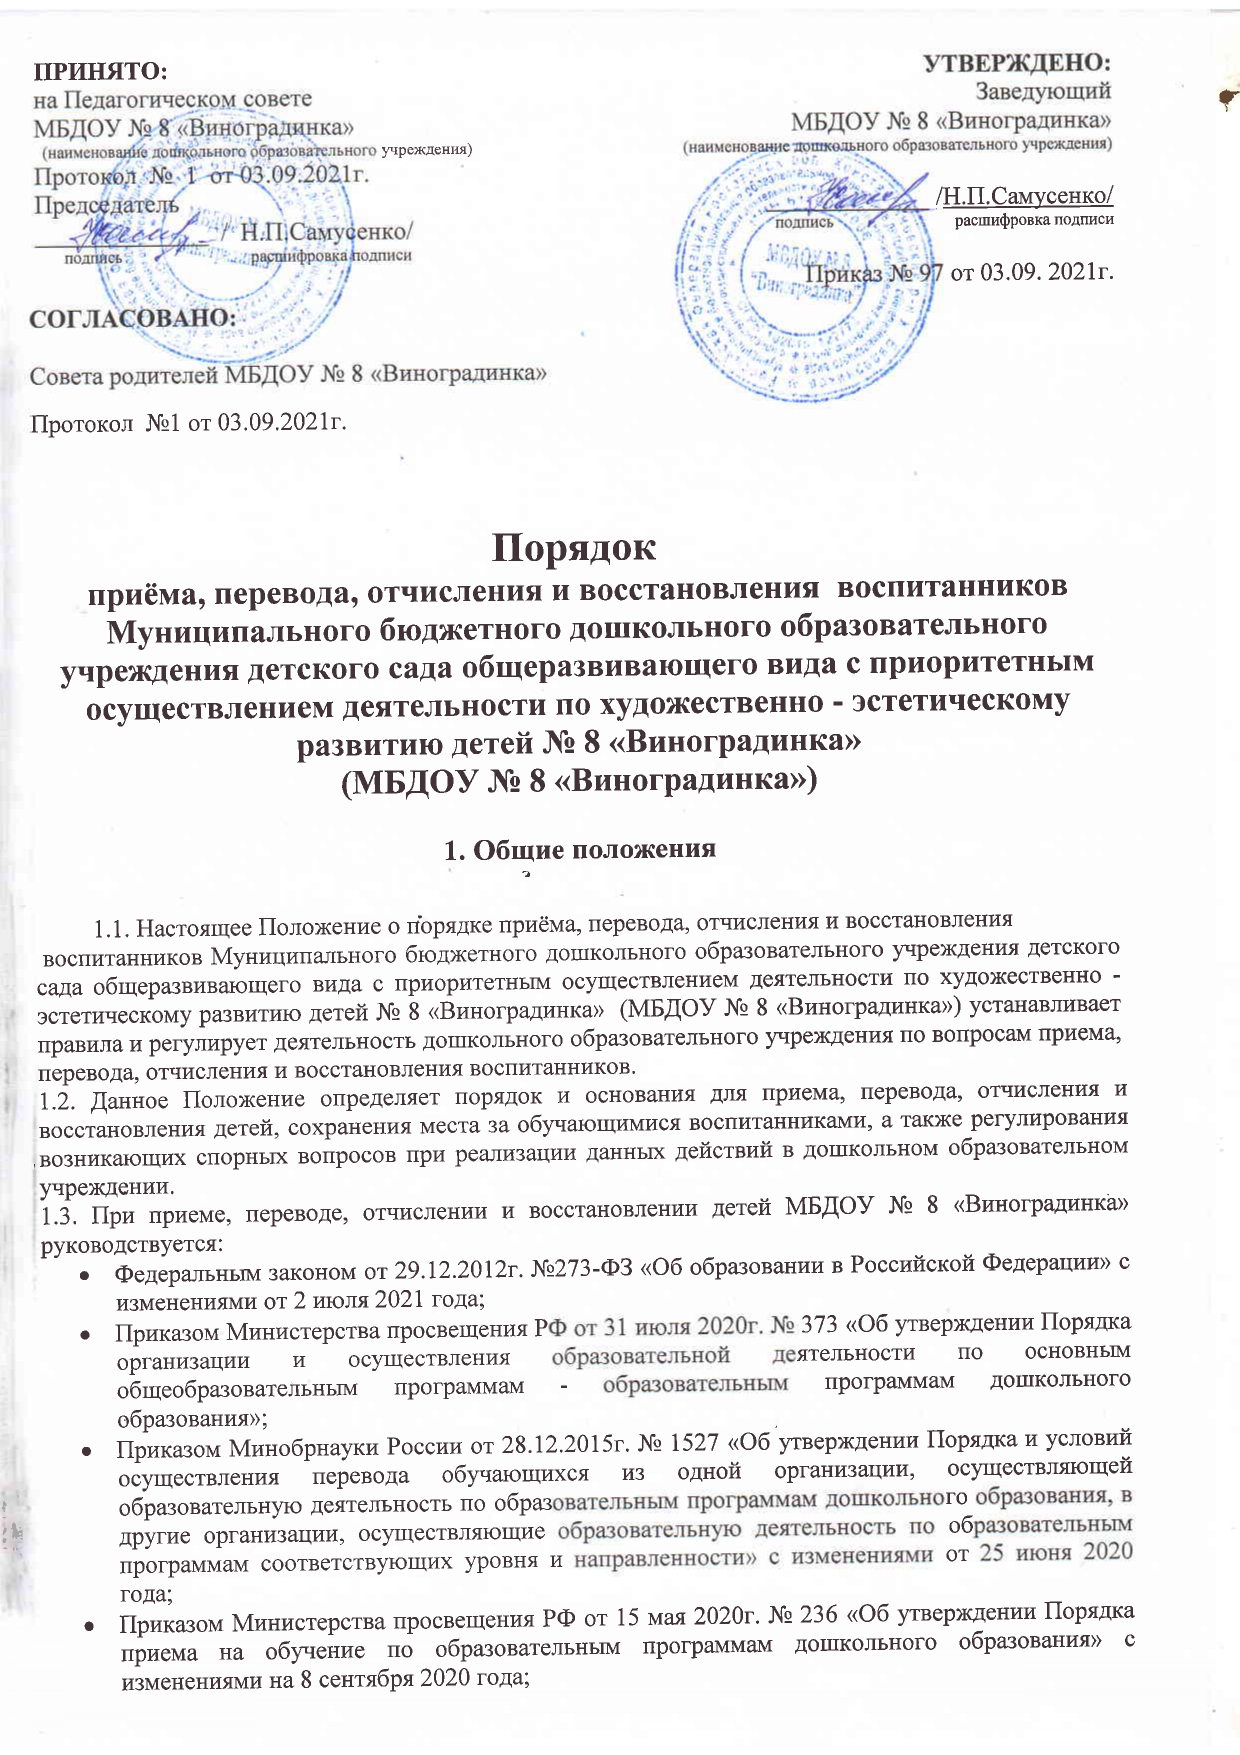 ПРИНЯТО:
на Педагогическом совете
МБДОУ № 8 «Виноградинка»
(наименование дошкольного образовательного учреждения)
Протокол № 1 от 03.09.2021г.
Председатель
/ Н.П.Самусенко/
подпись расшифровка подписи
СОГЛАСОВАНО:
Совета родителей МБДОУ № 8 «Виноградинка»
Протокол №1 от 03.09.2021г.
УТВЕРЖДЕНО:
Заведующий
МБДОУ № 8 «Виноградинка»
(наименование дошкольного образовательного учреждения)
/Н.П.Самусенко/
подпись расшифровка подписи
Приказ № 97 от 03.09. 2021г.
МБДОУ № 8
"Виноградинка"
Порядок
приёма, перевода, отчисления и восстановления воспитанников
Муниципального бюджетного дошкольного образовательного
учреждения детского сада общеразвивающего вида с приоритетным
осуществлением деятельности по художественно - эстетическому
развитию детей № 8 «Виноградинка»
(МБДОУ № 8 «Виноградинка»)
1. Общие положения
1.1. Настоящее Положение о порядке приёма, перевода, отчисления и восстановления
воспитанников Муниципального бюджетного дошкольного образовательного учреждения детского
сада общеразвивающего вида с приоритетным осуществлением деятельности по художественно -
эстетическому развитию детей № 8 «Виноградинка» (МБДОУ № 8 «Виноградинка») устанавливает
правила и регулирует деятельность дошкольного образовательного учреждения по вопросам приема,
перевода, отчисления и восстановления воспитанников.
1.2. Данное Положение определяет порядок и основания для приема, перевода, отчисления и
восстановления детей, сохранения места за обучающимися воспитанниками, а также регулирования
возникающих спорных вопросов при реализации данных действий в дошкольном образовательном
учреждении.
1.3. При приеме, переводе, отчислении и восстановлении детей МБДОУ № 8 «Виноградинка»
руководствуется:
• Федеральным законом от 29.12.2012г. №273-ФЗ «Об образовании в Российской Федерации» с
изменениями от 2 июля 2021 года;
• Приказом Министерства просвещения РФ от 31 июля 2020г. № 373 «Об утверждении Порядка
организации и осуществления образовательной деятельности по основным
общеобразовательным программам - образовательным программам дошкольного
образования»;
• Приказом Минобрнауки России от 28.12.2015г. № 1527 «Об утверждении Порядка и условий
осуществления перевода обучающихся из одной организации, осуществляющей
образовательную деятельность по образовательным программам дошкольного образования, в
другие организации, осуществляющие образовательную деятельность по образовательным
программам соответствующих уровня и направленности» с изменениями от 25 июня 2020
года;
• Приказом Министерства просвещения РФ от 15 мая 2020г. № 236 «Об утверждении Порядка
приема на обучение по образовательным программам дошкольного образования» с
изменениями на 8 сентября 2020 года;